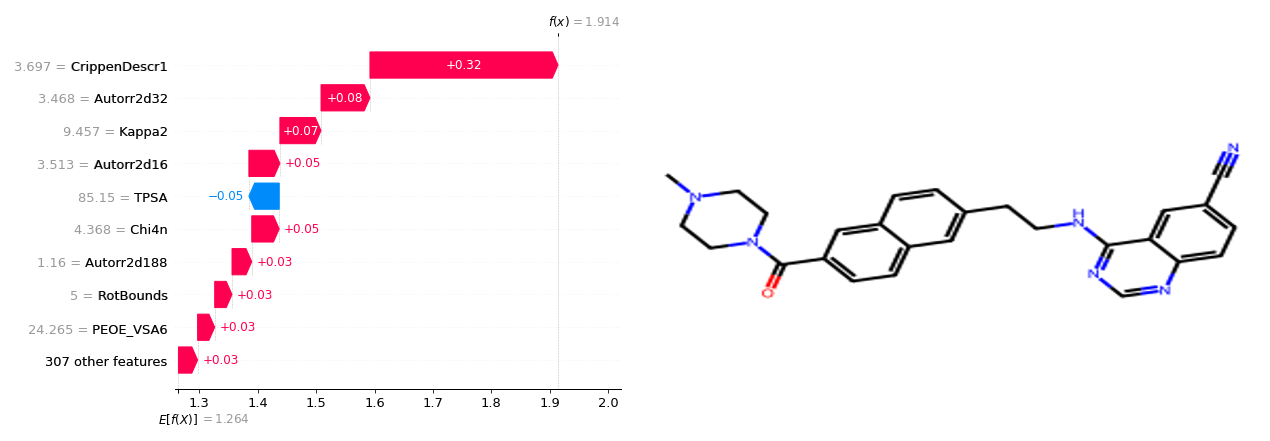 f(x) = 1.914
3.697 = CrippenDescr1
+0.32
3.468 = Autorr2d32
+0.08
9.457 = Kappa2
+0.07
3.513 = Autorr2d16
+0.05
85.15 = TPSA
−0.05
4.368 = Chi4n
+0.05
1.16 = Autorr2d188
+0.03
5 = RotBounds
+0.03
24.265 = PEOE_VSA6
+0.03
307 other features
+0.03
1.3 1.4 1.5 1.6 1.7 1.8 1.9 2.0
E[f(X)] = 1.264
N
N
O
H
N
N
N
N